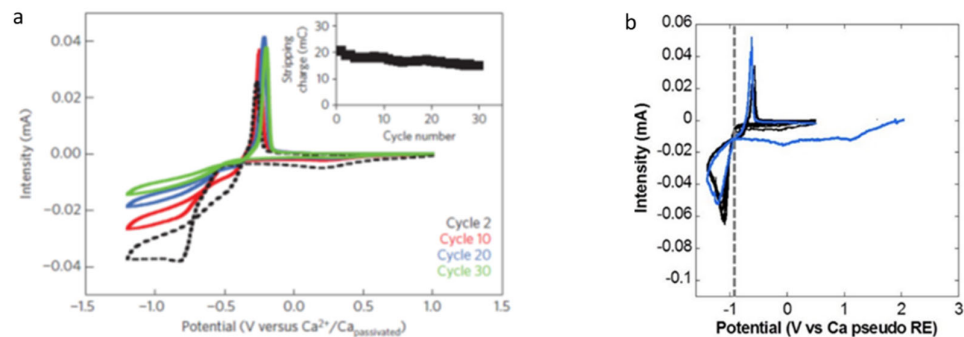 a
0.04
0.02
0.00
−0.02
−0.04
Intensity (mA)
−1.5
−1.0
−0.5
0.0
0.5
1.0
1.5
Potential (V versus Ca²⁺/Ca passivated)
Cycle 2
Cycle 10
Cycle 20
Cycle 30
Stripping
charge (mC)
40
30
20
10
0
0
10
20
30
Cycle number
b
0.06
0.04
0.02
0
-0.02
-0.04
-0.06
-0.08
-0.1
Intensity (mA)
-1
0
1
2
3
Potential (V vs Ca pseudo RE)